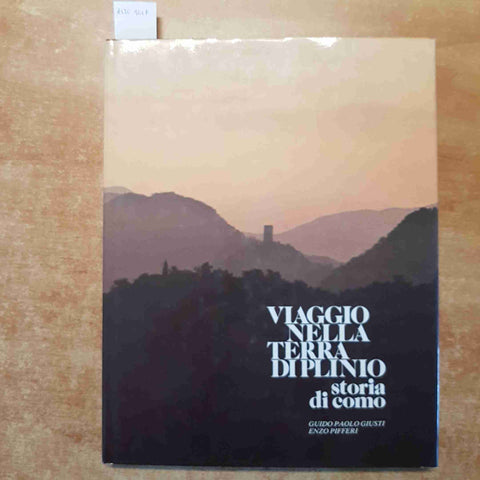 VIAGGIO
NELLA
TERRA
DI PLINIO
storia
di como
GUIDO PAOLO GIUSTI
ENZO PIFFERI